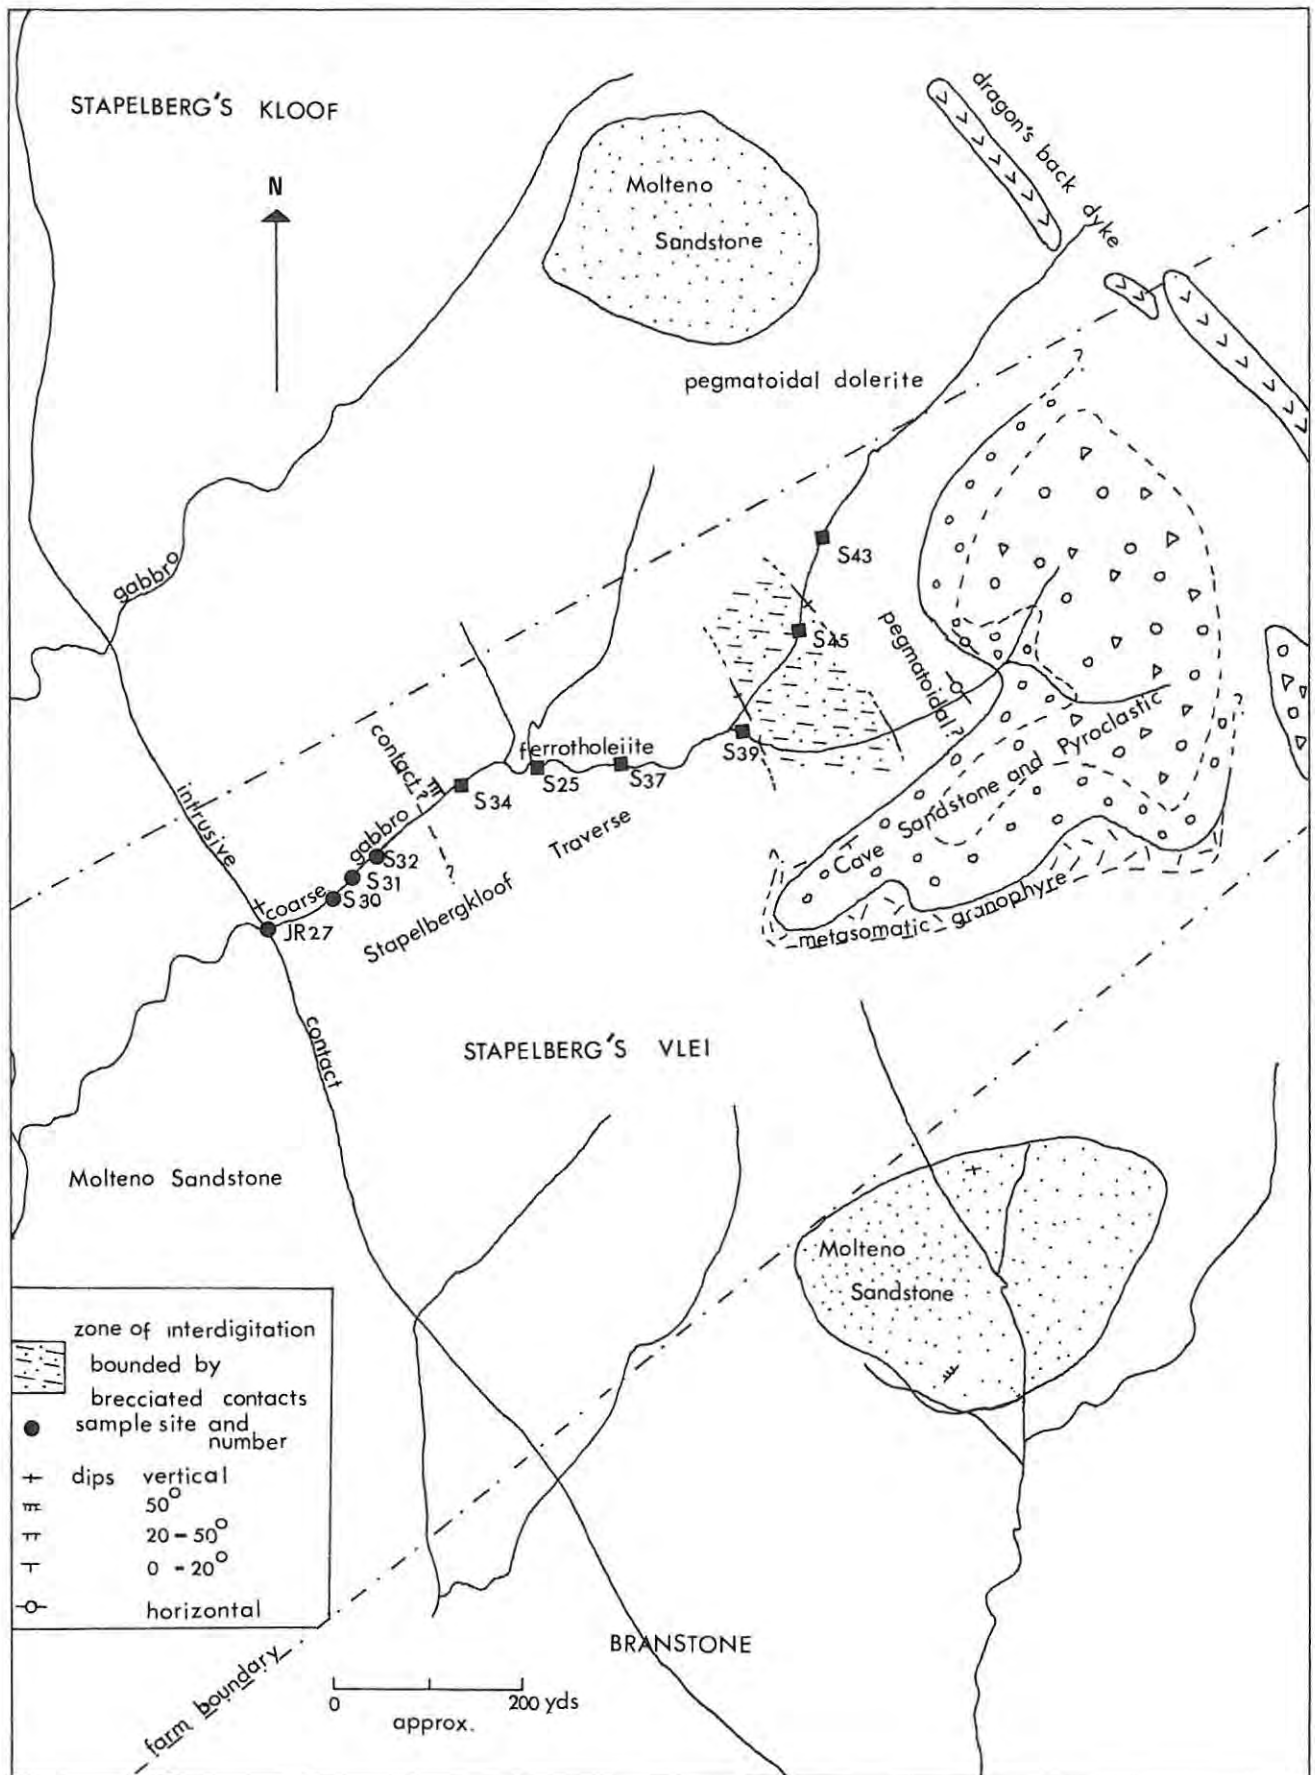 STAPELBERG'S KLOOF
N
dragon's back dyke
Molteno
Sandstone
pegmatoidal dolerite
gabbro
S43
S45
pegmatoidal?
?
?
contact?
ferrotholeiite
S39
S34
S25
S37
Traverse
Cave Sandstone and Pyroclastic
intrusive
gabbro
S32
S31
S30
?
coarse
JR27
Stapelbergkloof
?
metasomatic granophyre
contact
STAPELBERG'S VLEI
Molteno Sandstone
Molteno
Sandstone
zone of interdigitation
bounded by
brecciated contacts
sample site and
number
dips vertical
50°
20 - 50°
0 - 20°
horizontal
BRANSTONE
farm boundary
0 200 yds
approx.